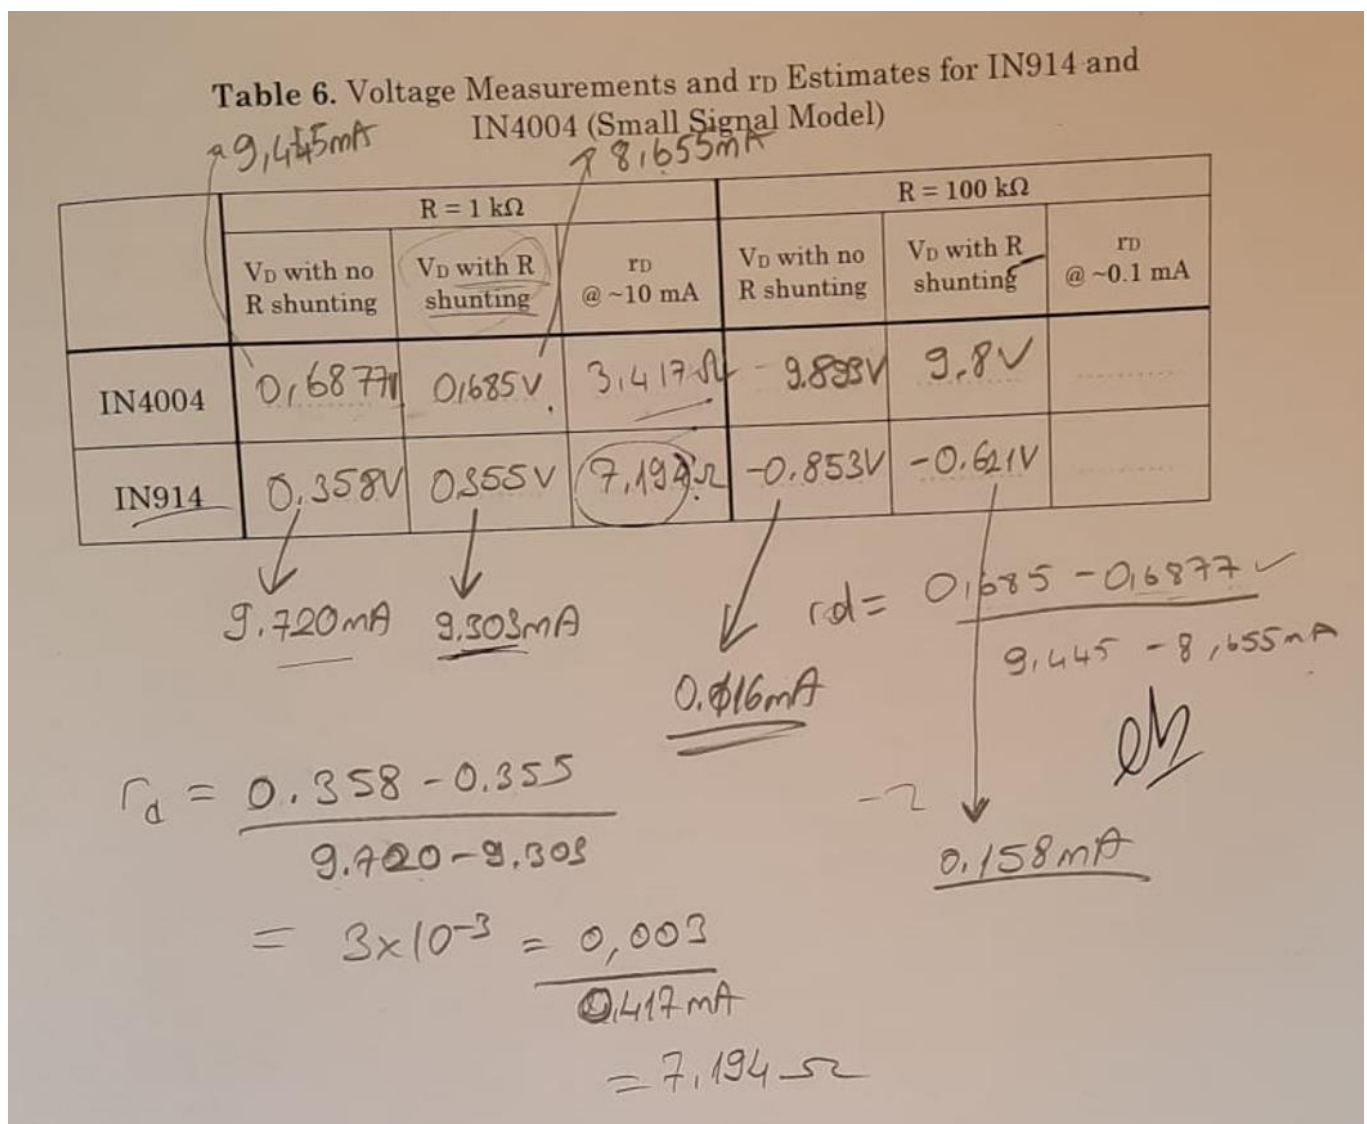 Table 6. Voltage Measurements and rD Estimates for IN914 and
IN4004 (Small Signal Model)
9,445mA
8,655mA
R = 1 kΩ
R = 100 kΩ
VD with no R shunting
VD with R shunting
rD @ ~10 mA
VD with no R shunting
VD with R shunting
rD @ ~0.1 mA
IN4004 0,6877 0,685V 3,417Ω - 9.893V 9.8V
IN914 0.358V 0.355V 7,194Ω -0.853V -0.621V
9.720mA 9.303mA
0.016mA
rd = 0,685 - 0,6877
9,445 - 8,655mA
0.158mA
rd = 0.358 - 0.355
9.720 - 9.303
= 3x10-3 = 0,003
0,417mA
= 7,194Ω